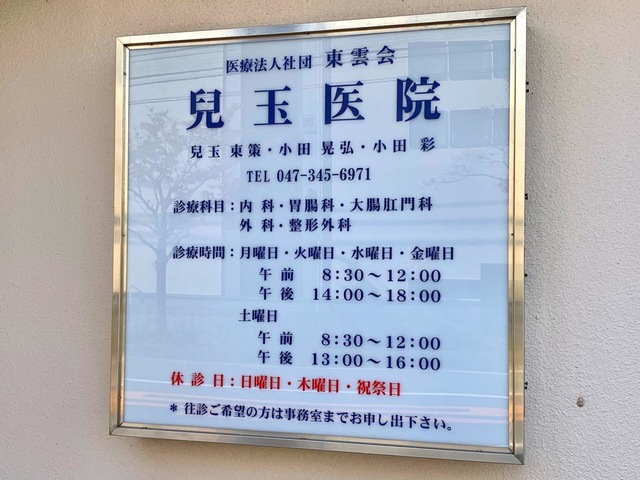 医療法人社団 東雲会
兒玉医院
兒玉 東策・小田 晃弘・小田 彩
TEL 047-345-6971
診療科目：内 科・胃腸科・大腸肛門科
外 科・整形外科
診療時間：月曜日・火曜日・水曜日・金曜日
午 前 8:30〜12:00
午 後 14:00〜18:00
土曜日
午 前 8:30〜12:00
午 後 13:00〜16:00
休 診 日：日曜日・木曜日・祝祭日
＊ 往診ご希望の方は事務室までお申し出下さい。